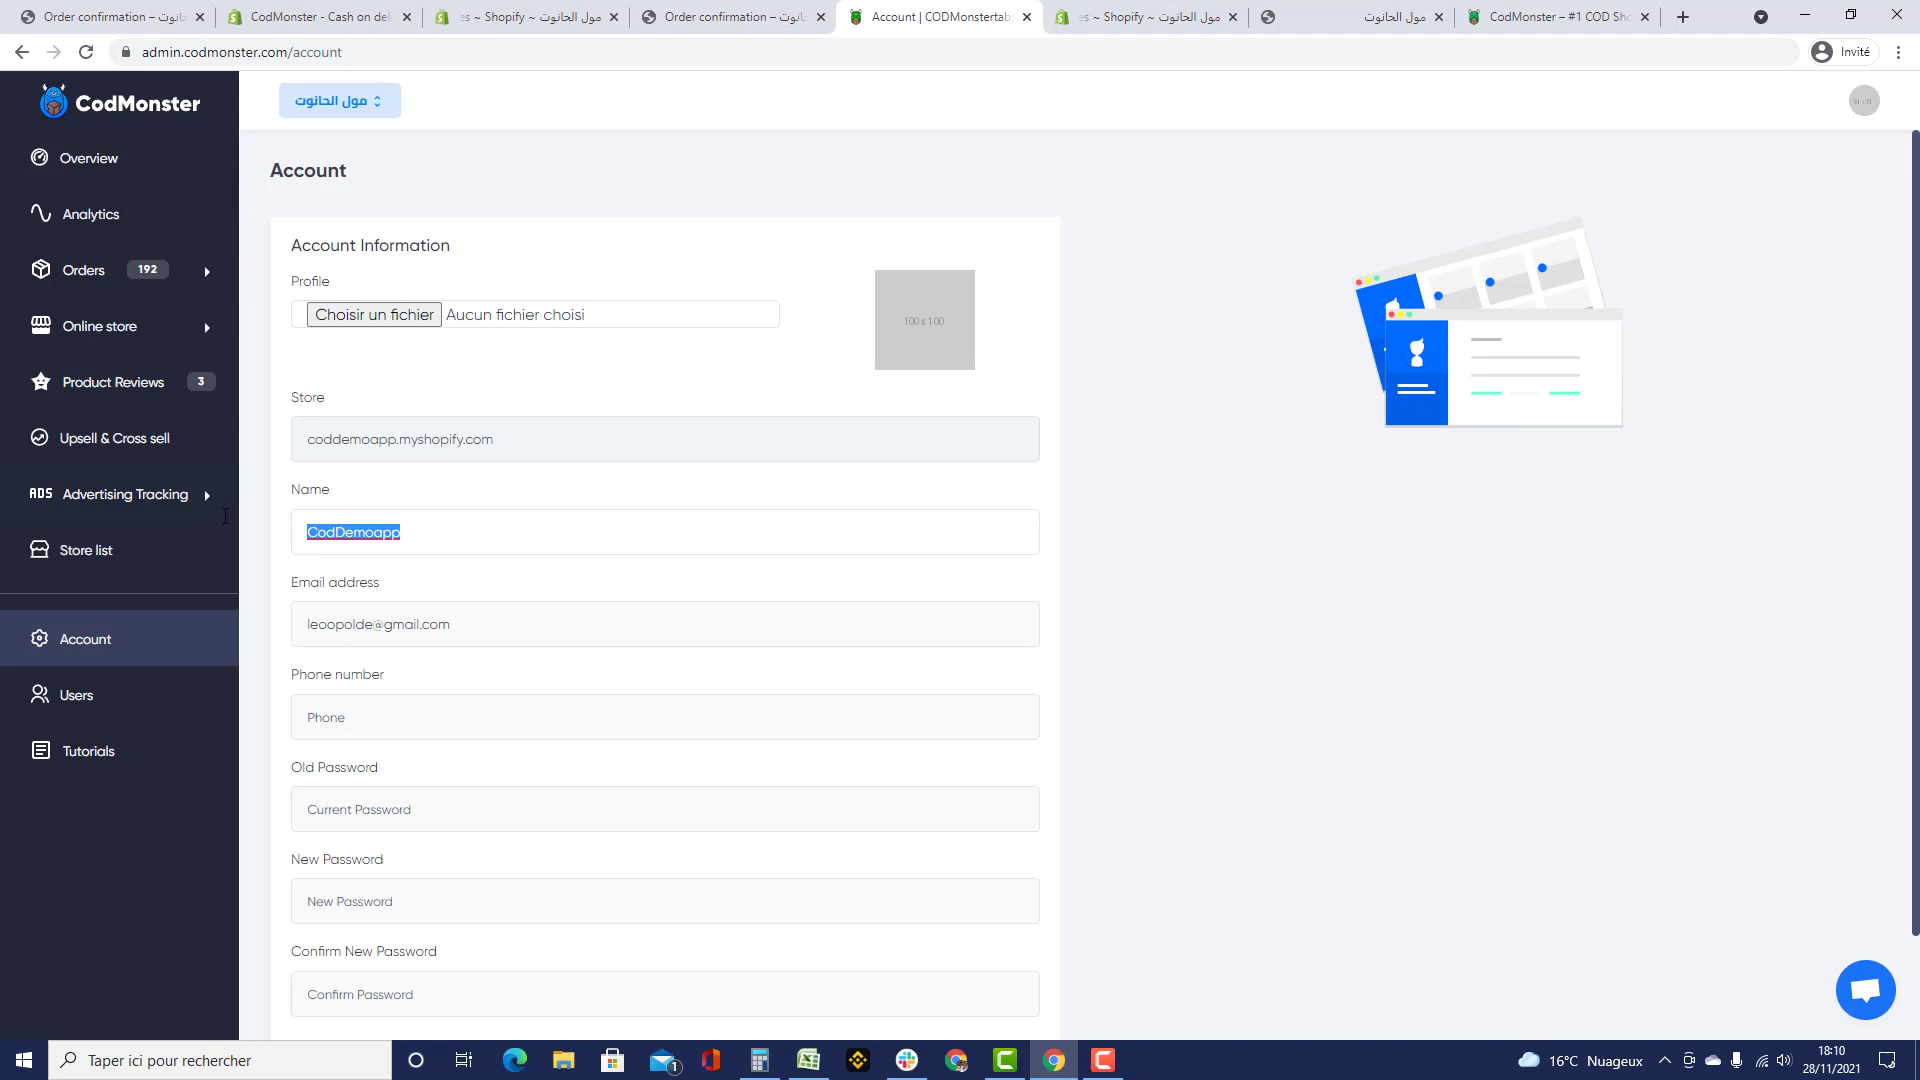 Order confirmation – حانوت
CodMonster - Cash on deli
es ~ Shopify ~ مول الحانوت
Order confirmation – حانوت
Account | CODMonstertab
es ~ Shopify ~ مول الحانوت
مول الحانوت
CodMonster – #1 COD Sho
admin.codmonster.com/account
Invité
CodMonster
مول الحانوت
Overview
Analytics
Orders 192
Online store
Product Reviews 3
Upsell & Cross sell
ADS Advertising Tracking
Store list
Account
Users
Tutorials
Account
Account Information
Profile
Choisir un fichier Aucun fichier choisi
100 x 100
Store
coddemoapp.myshopify.com
Name
CodDemoapp
Email address
leoopolde@gmail.com
Phone number
Phone
Old Password
Current Password
New Password
New Password
Confirm New Password
Confirm Password
Taper ici pour rechercher
1
16°C Nuageux
18:10
28/11/2021